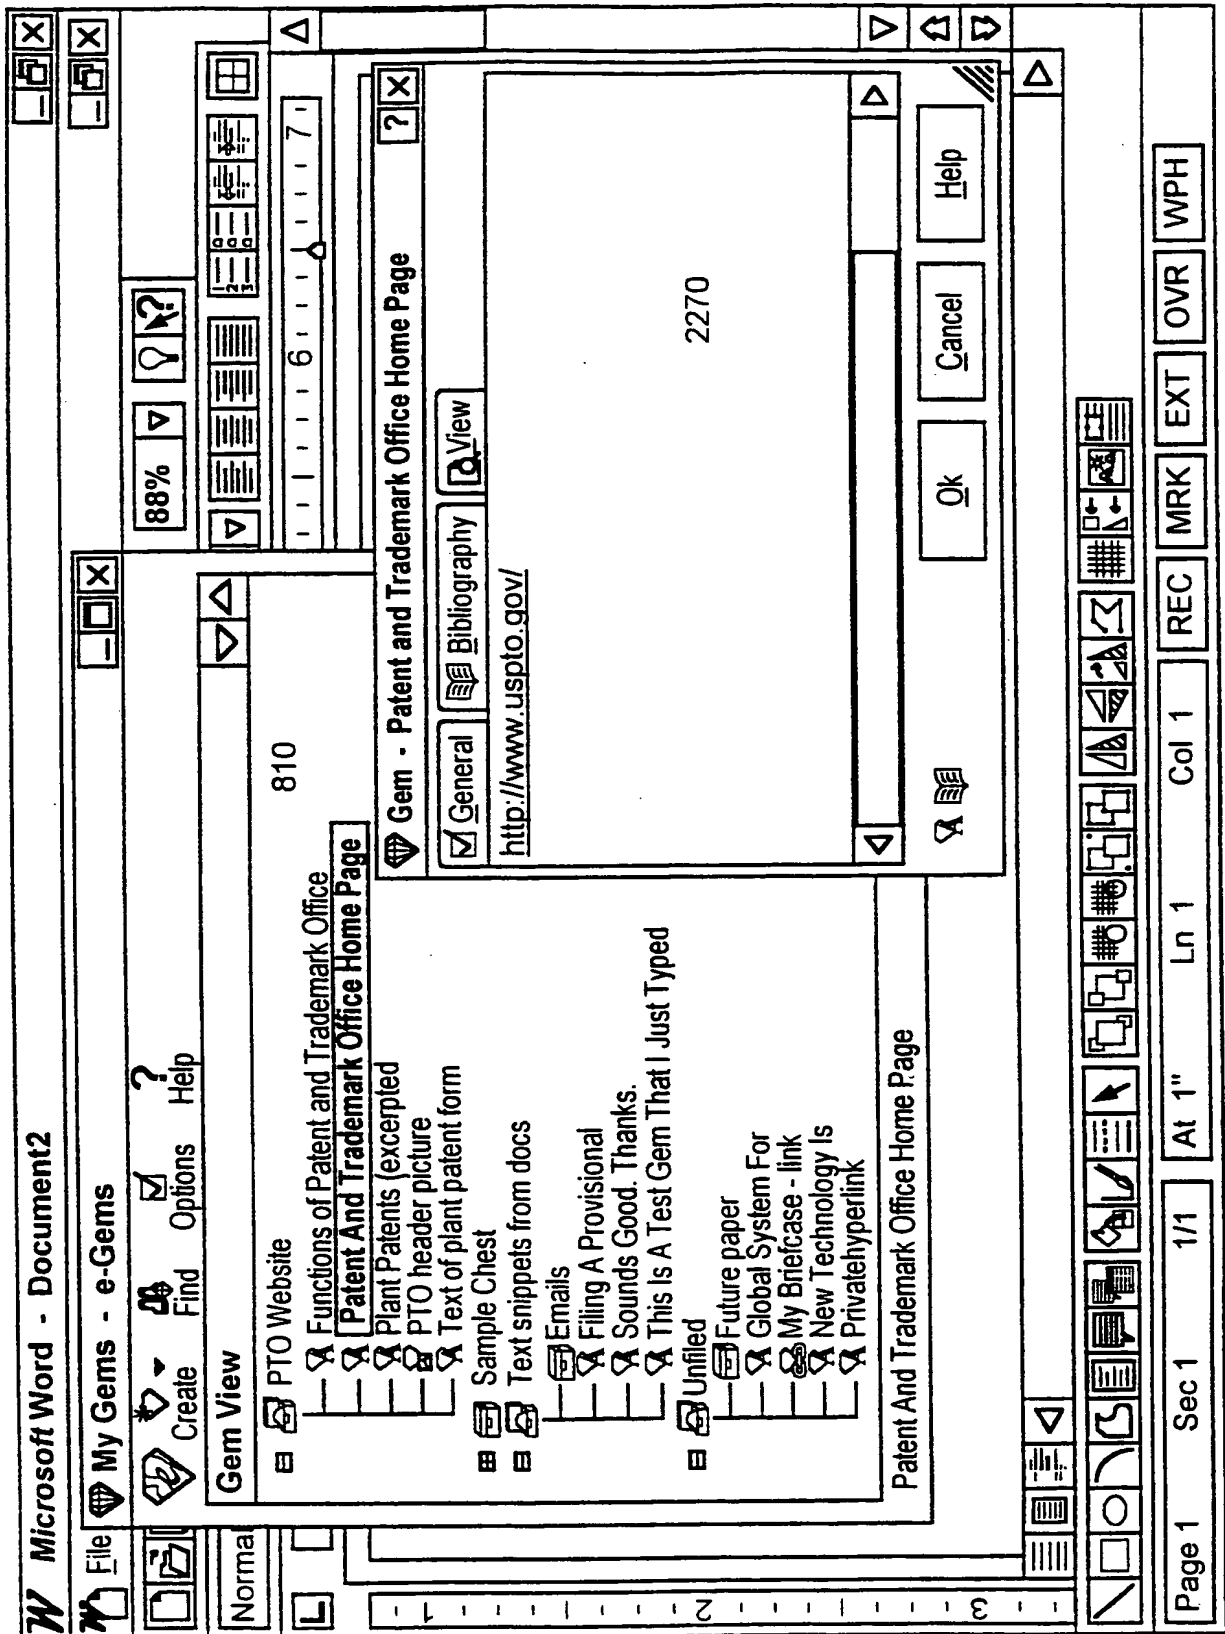 Microsoft Word - Document2
File
My Gems - e-Gems
Create Find Options Help
88%
Normal
Gem View
6 7
810
PTO Website
Functions of Patent and Trademark Office
Patent And Trademark Office Home Page
Plant Patents (excerpted
PTO header picture
Text of plant patent form
Sample Chest
Text snippets from docs
Emails
Filing A Provisional
Sounds Good. Thanks.
This Is A Test Gem That I Just Typed
Unfiled
Future paper
Global System For
My Briefcase - link
New Technology Is
Privatehyperlink
Patent And Trademark Office Home Page
Gem - Patent and Trademark Office Home Page
General Bibliography View
http://www.uspto.gov/
2270
Ok Cancel Help
1
2
3
Page 1 Sec 1 1/1 At 1" Ln 1 Col 1 REC MRK EXT OVR WPH